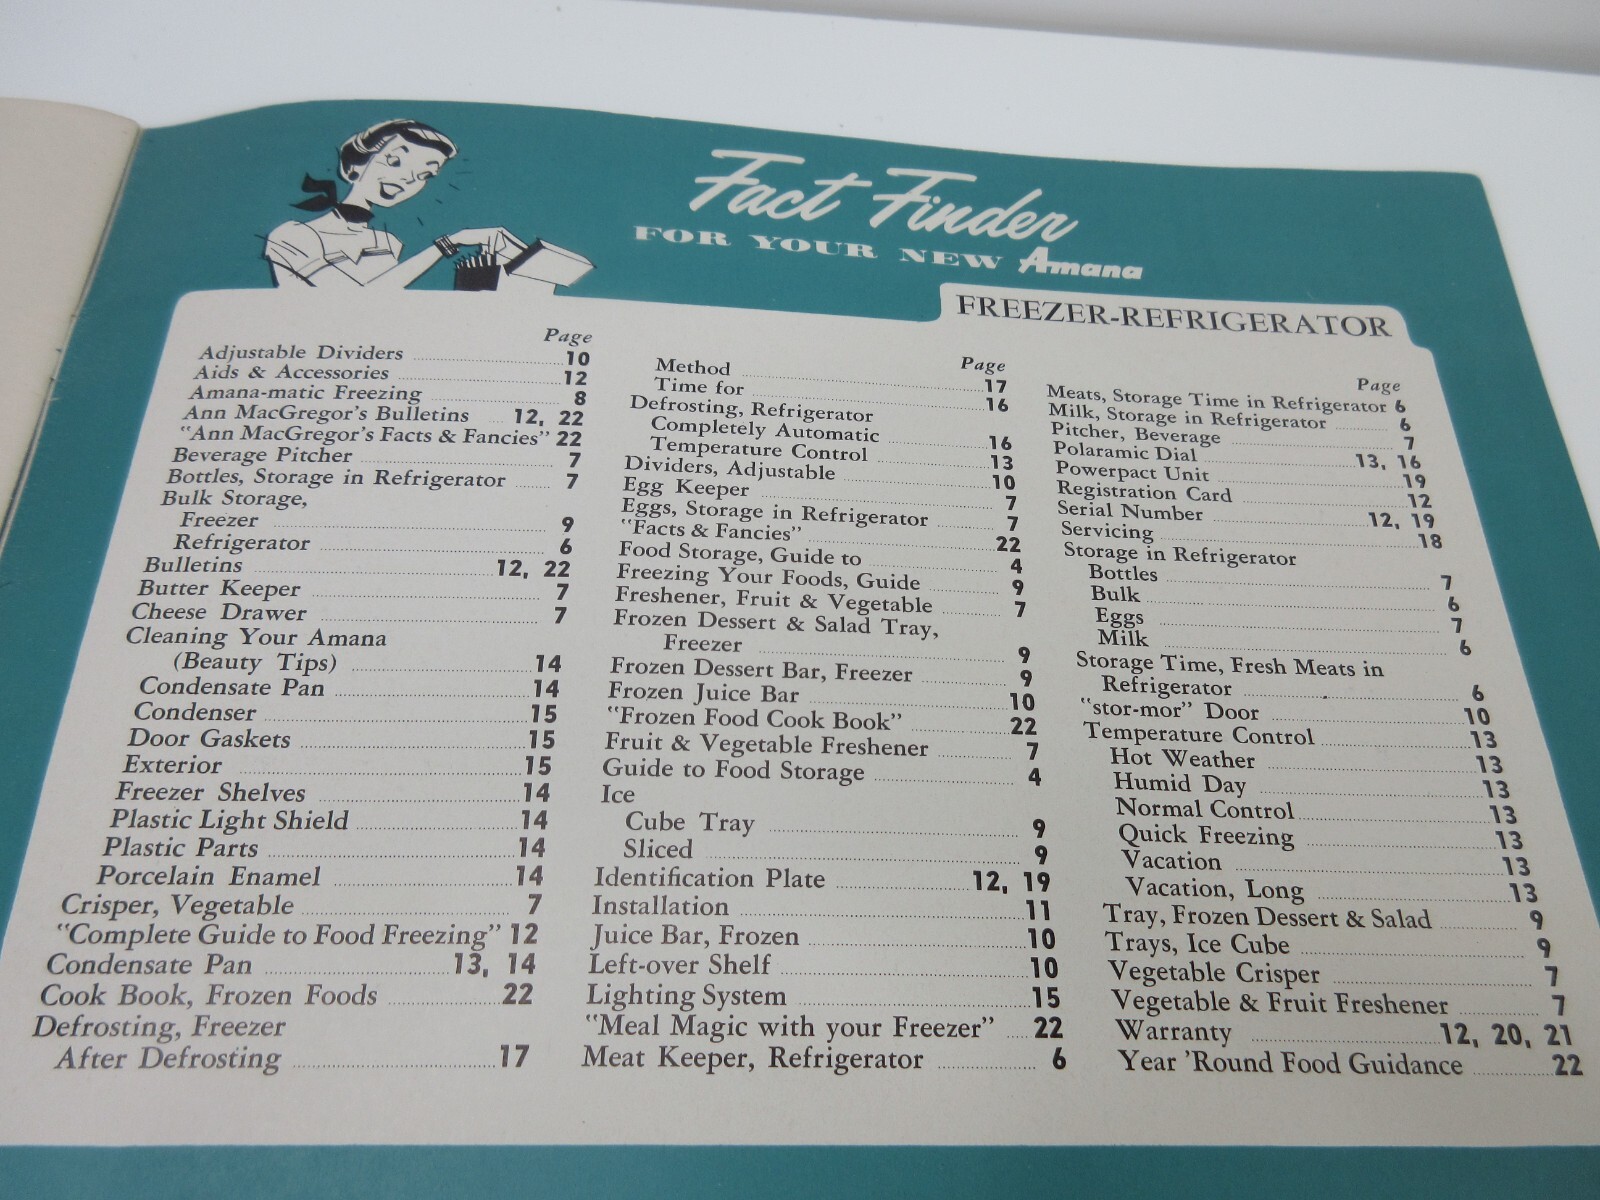 Fact Finder
FOR YOUR NEW Amana
FREEZER-REFRIGERATOR
Page
Adjustable Dividers 10
Aids & Accessories 12
Amana-matic Freezing 8
Ann MacGregor's Bulletins 12, 22
"Ann MacGregor's Facts & Fancies" 22
Beverage Pitcher 7
Bottles, Storage in Refrigerator 7
Bulk Storage,
Freezer 9
Refrigerator 6
Bulletins 12, 22
Butter Keeper 7
Cheese Drawer 7
Cleaning Your Amana
(Beauty Tips) 14
Condensate Pan 14
Condenser 15
Door Gaskets 15
Exterior 15
Freezer Shelves 14
Plastic Light Shield 14
Plastic Parts 14
Porcelain Enamel 14
Crisper, Vegetable 7
"Complete Guide to Food Freezing" 12
Condensate Pan 13, 14
Cook Book, Frozen Foods 22
Defrosting, Freezer
After Defrosting 17
Page
Method 17
Time for 16
Defrosting, Refrigerator
Completely Automatic 16
Temperature Control 13
Dividers, Adjustable 10
Egg Keeper 7
Eggs, Storage in Refrigerator 7
"Facts & Fancies" 22
Food Storage, Guide to 4
Freezing Your Foods, Guide 9
Freshener, Fruit & Vegetable 7
Frozen Dessert & Salad Tray,
Freezer 9
Frozen Dessert Bar, Freezer 9
Frozen Juice Bar 10
"Frozen Food Cook Book" 22
Fruit & Vegetable Freshener 7
Guide to Food Storage 4
Ice
Cube Tray 9
Sliced 9
Identification Plate 12, 19
Installation 11
Juice Bar, Frozen 10
Left-over Shelf 10
Lighting System 15
"Meal Magic with your Freezer" 22
Meat Keeper, Refrigerator 6
Page
Meats, Storage Time in Refrigerator 6
Milk, Storage in Refrigerator 6
Pitcher, Beverage 7
Polaramic Dial 13, 16
Powerpact Unit 19
Registration Card 12
Serial Number 12, 19
Servicing 18
Storage in Refrigerator
Bottles 7
Bulk 6
Eggs 7
Milk 6
Storage Time, Fresh Meats in
Refrigerator 6
"stor-mor" Door 10
Temperature Control 13
Hot Weather 13
Humid Day 13
Normal Control 13
Quick Freezing 13
Vacation 13
Vacation, Long 13
Tray, Frozen Dessert & Salad 9
Trays, Ice Cube 9
Vegetable Crisper 7
Vegetable & Fruit Freshener 7
Warranty 12, 20, 21
Year 'Round Food Guidance 22